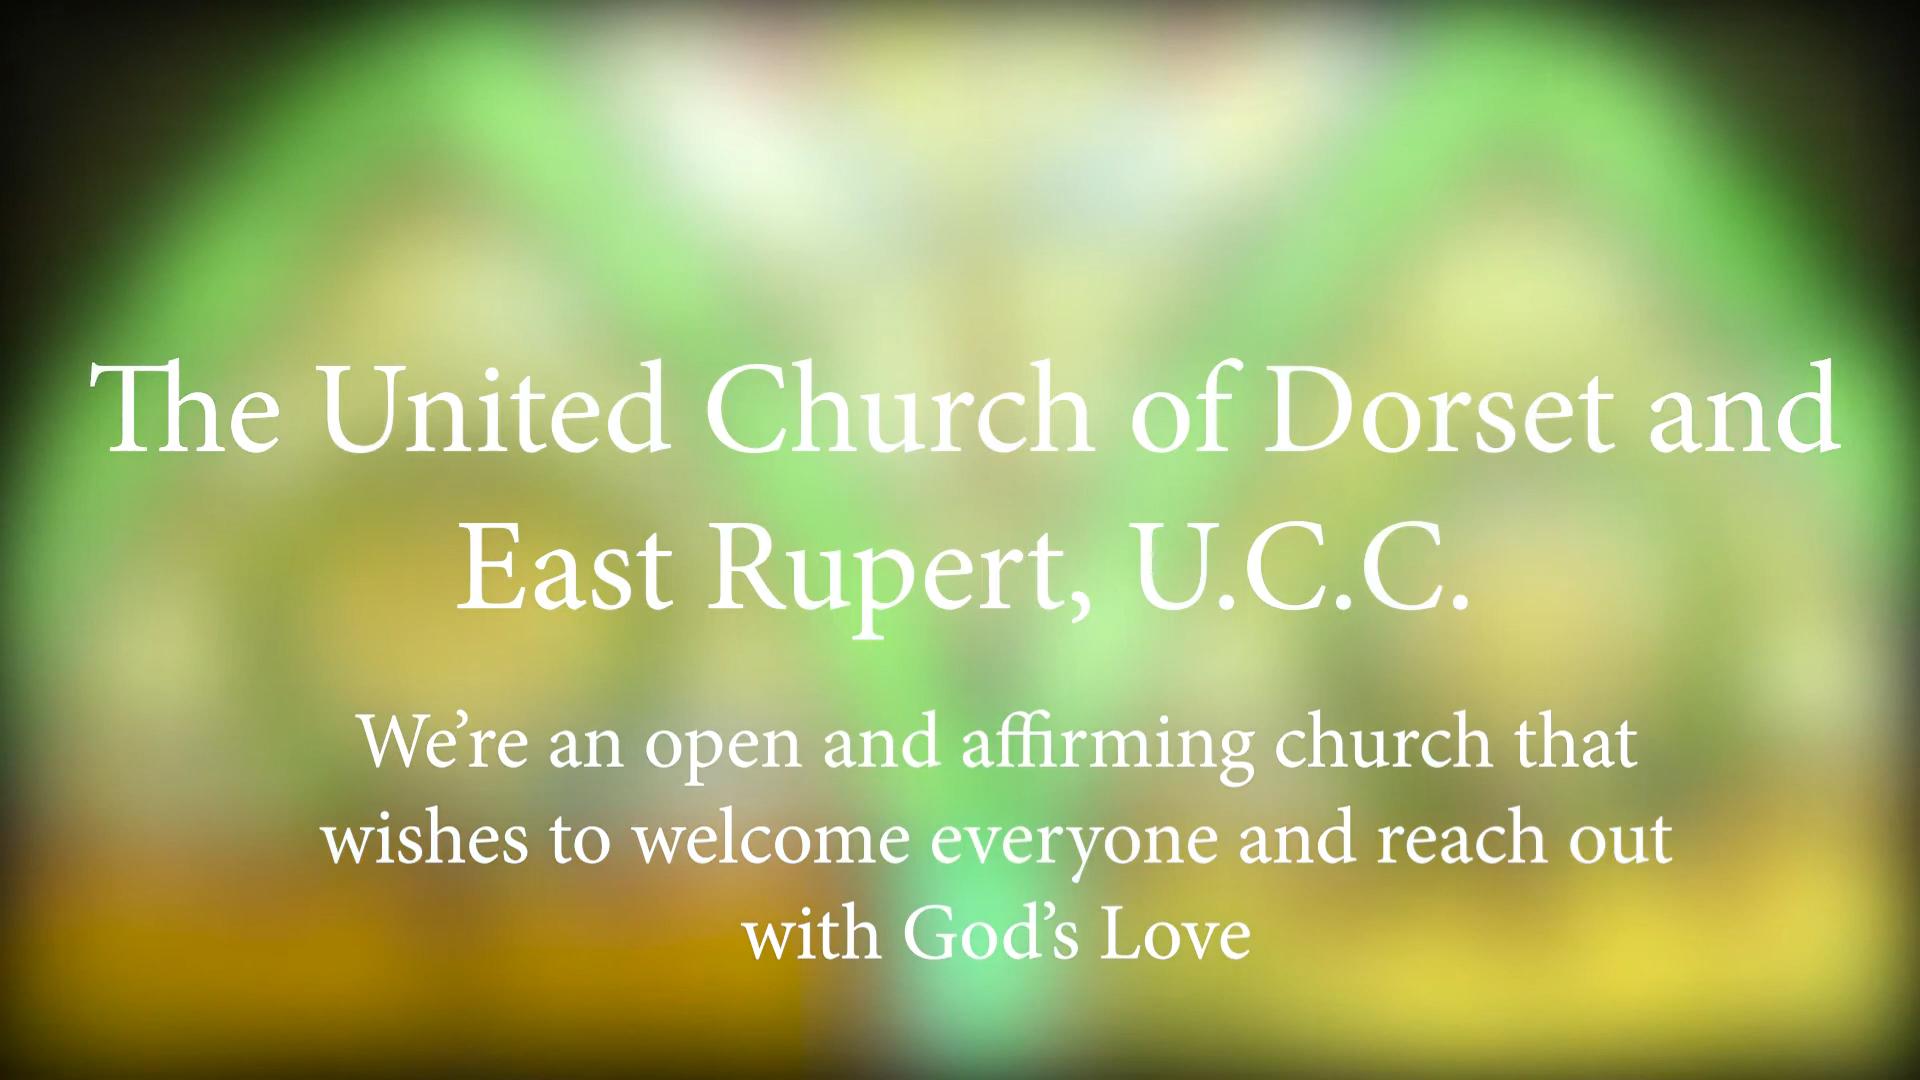 The United Church of Dorset and
East Rupert, U.C.C.
We’re an open and affirming church that
wishes to welcome everyone and reach out
with God’s Love